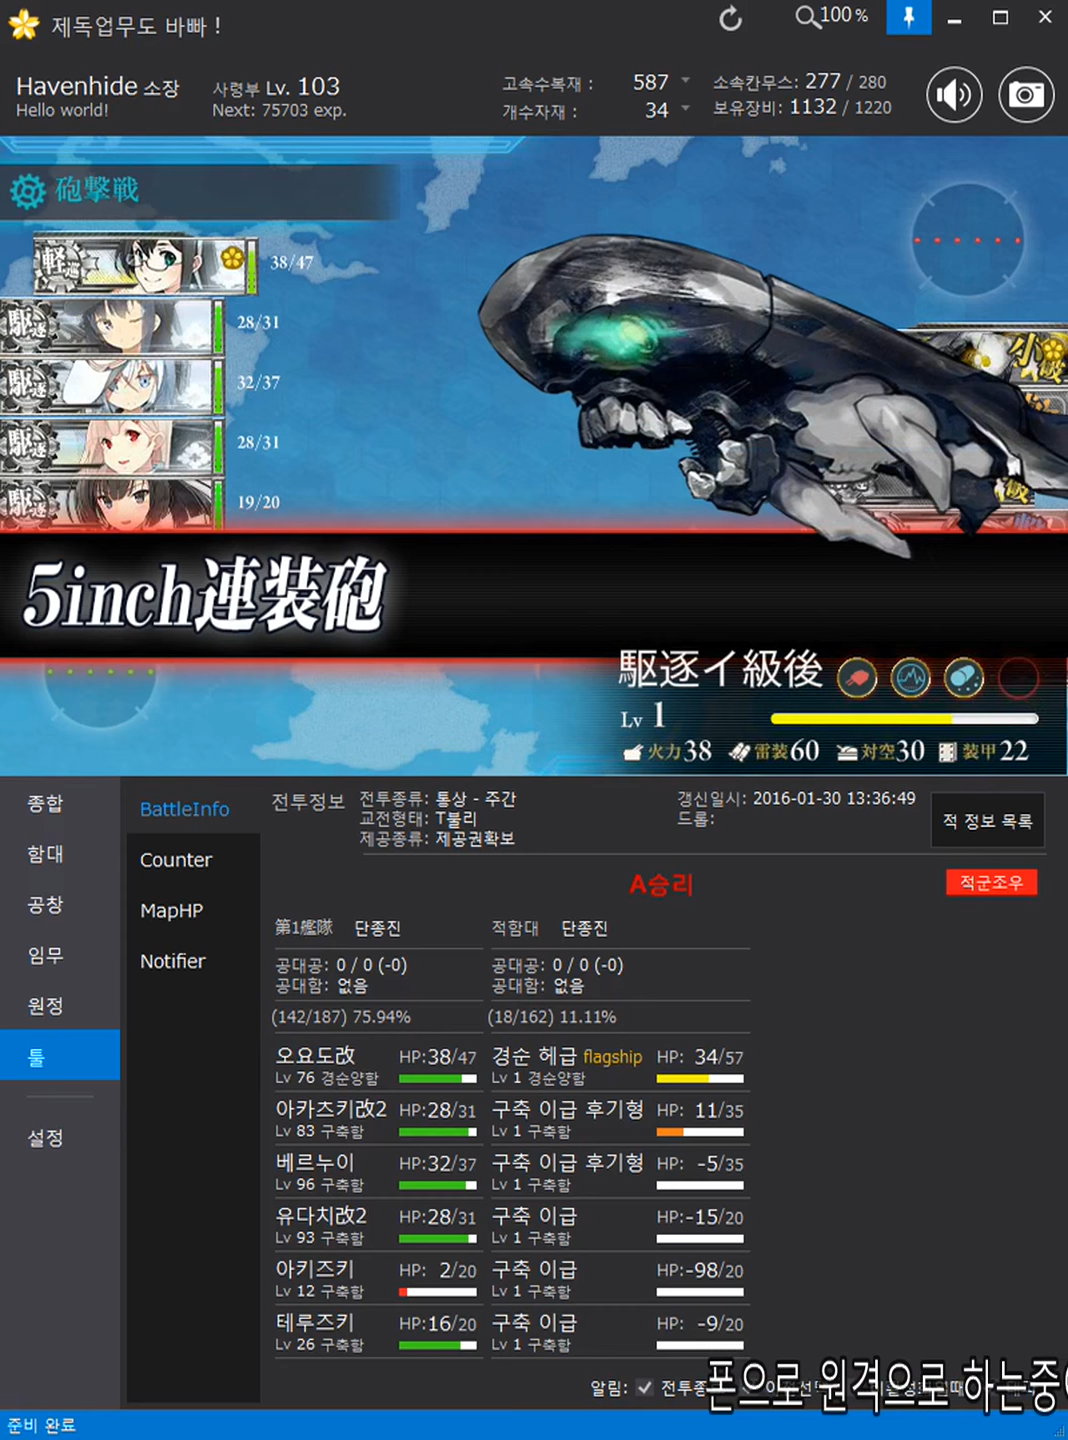 제독업무도 바빠 !
100 %
Havenhide 소장
Hello world!
사령부 Lv. 103
Next: 75703 exp.
고속수복재 : 587
개수자재 : 34
소속칸무스: 277 / 280
보유장비: 1132 / 1220
砲撃戦
軽巡
38/47
駆逐
28/31
駆逐
32/37
駆逐
28/31
駆逐
19/20
小破
5inch連装砲
駆逐イ級後
Lv 1
火力 38 雷装 60 対空 30 装甲 22
종합
함대
공창
임무
원정
툴
설정
BattleInfo
Counter
MapHP
Notifier
전투정보
전투종류: 통상 - 주간
교전형태: T불리
제공종류: 제공권확보
갱신일시: 2016-01-30 13:36:49
드롭:
적 정보 목록
A승리
적군조우
第1艦隊 단종진
적함대 단종진
공대공: 0 / 0 (-0)
공대함: 없음
공대공: 0 / 0 (-0)
공대함: 없음
(142/187) 75.94%
(18/162) 11.11%
오요도改 HP:38/47
Lv 76 경순양함
경순 헤급 flagship HP: 34/57
Lv 1 경순양함
아카츠키改2 HP:28/31
Lv 83 구축함
구축 이급 후기형 HP: 11/35
Lv 1 구축함
베르누이 HP:32/37
Lv 96 구축함
구축 이급 후기형 HP: -5/35
Lv 1 구축함
유다치改2 HP:28/31
Lv 93 구축함
구축 이급 HP:-15/20
Lv 1 구축함
아키즈키 HP: 2/20
Lv 12 구축함
구축 이급 HP:-98/20
Lv 1 구축함
테루즈키 HP:16/20
Lv 26 구축함
구축 이급 HP: -9/20
Lv 1 구축함
알림: 전투종
폰으로 원격으로 하는중
준비 완료